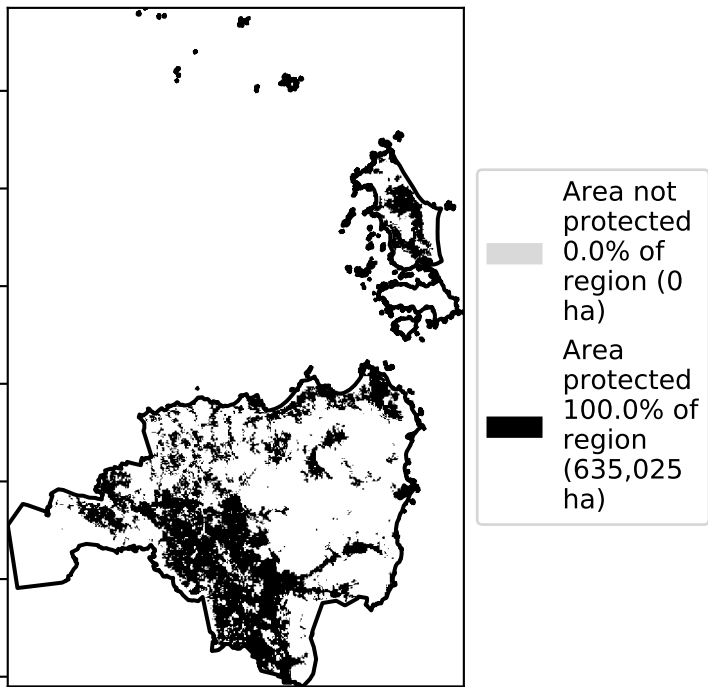 Area not
protected
0.0% of
region (0
ha)
Area
protected
100.0% of
region
(635,025
ha)